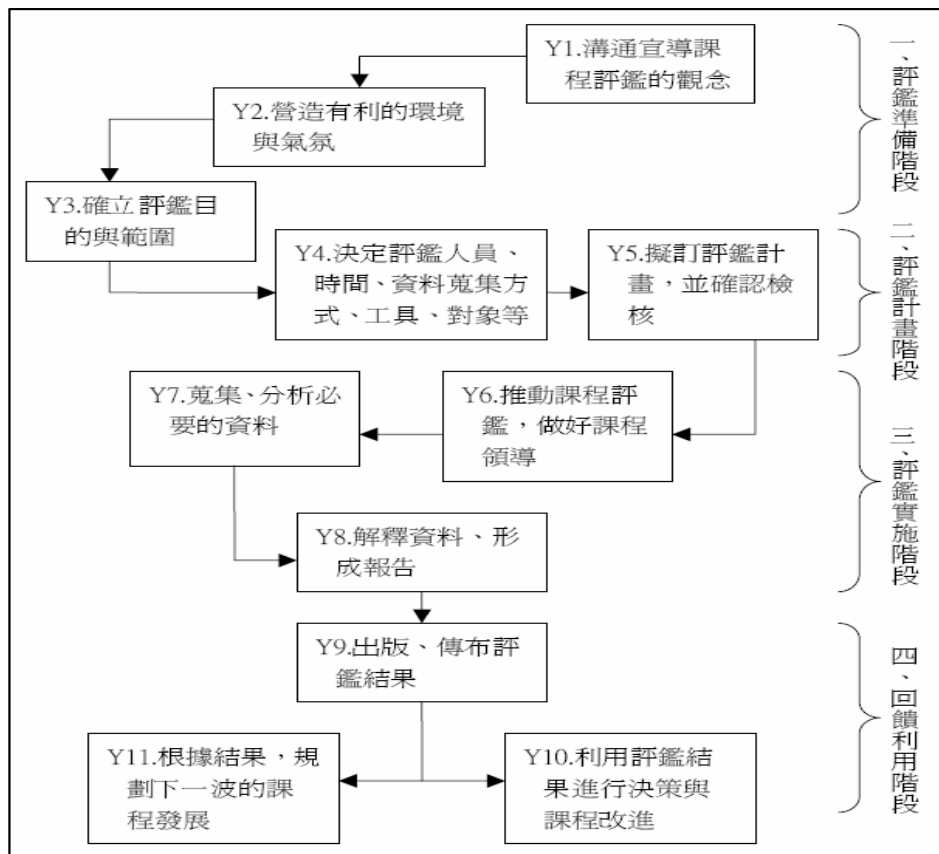 Y1.溝通宣導課
程評鑑的觀念
Y2.營造有利的環境
與氣氛
Y3.確立評鑑目
的與範圍
一、評鑑準備階段
Y4.決定評鑑人員、
時間、資料蒐集方
式、工具、對象等
Y5.擬訂評鑑計
畫，並確認檢
核
二、評鑑計畫階段
Y6.推動課程評
鑑，做好課程
領導
Y7.蒐集、分析必
要的資料
Y8.解釋資料、形
成報告
三、評鑑實施階段
Y9.出版、傳布評
鑑結果
Y11.根據結果，規
劃下一波的課
程發展
Y10.利用評鑑結
果進行決策與
課程改進
四、回饋利用階段